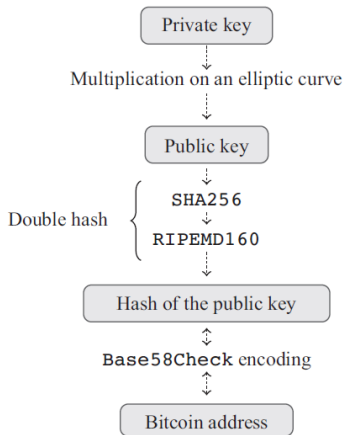 Private key
Multiplication on an elliptic curve
Public key
SHA256
Double hash
RIPEMD160
Hash of the public key
Base58Check encoding
Bitcoin address